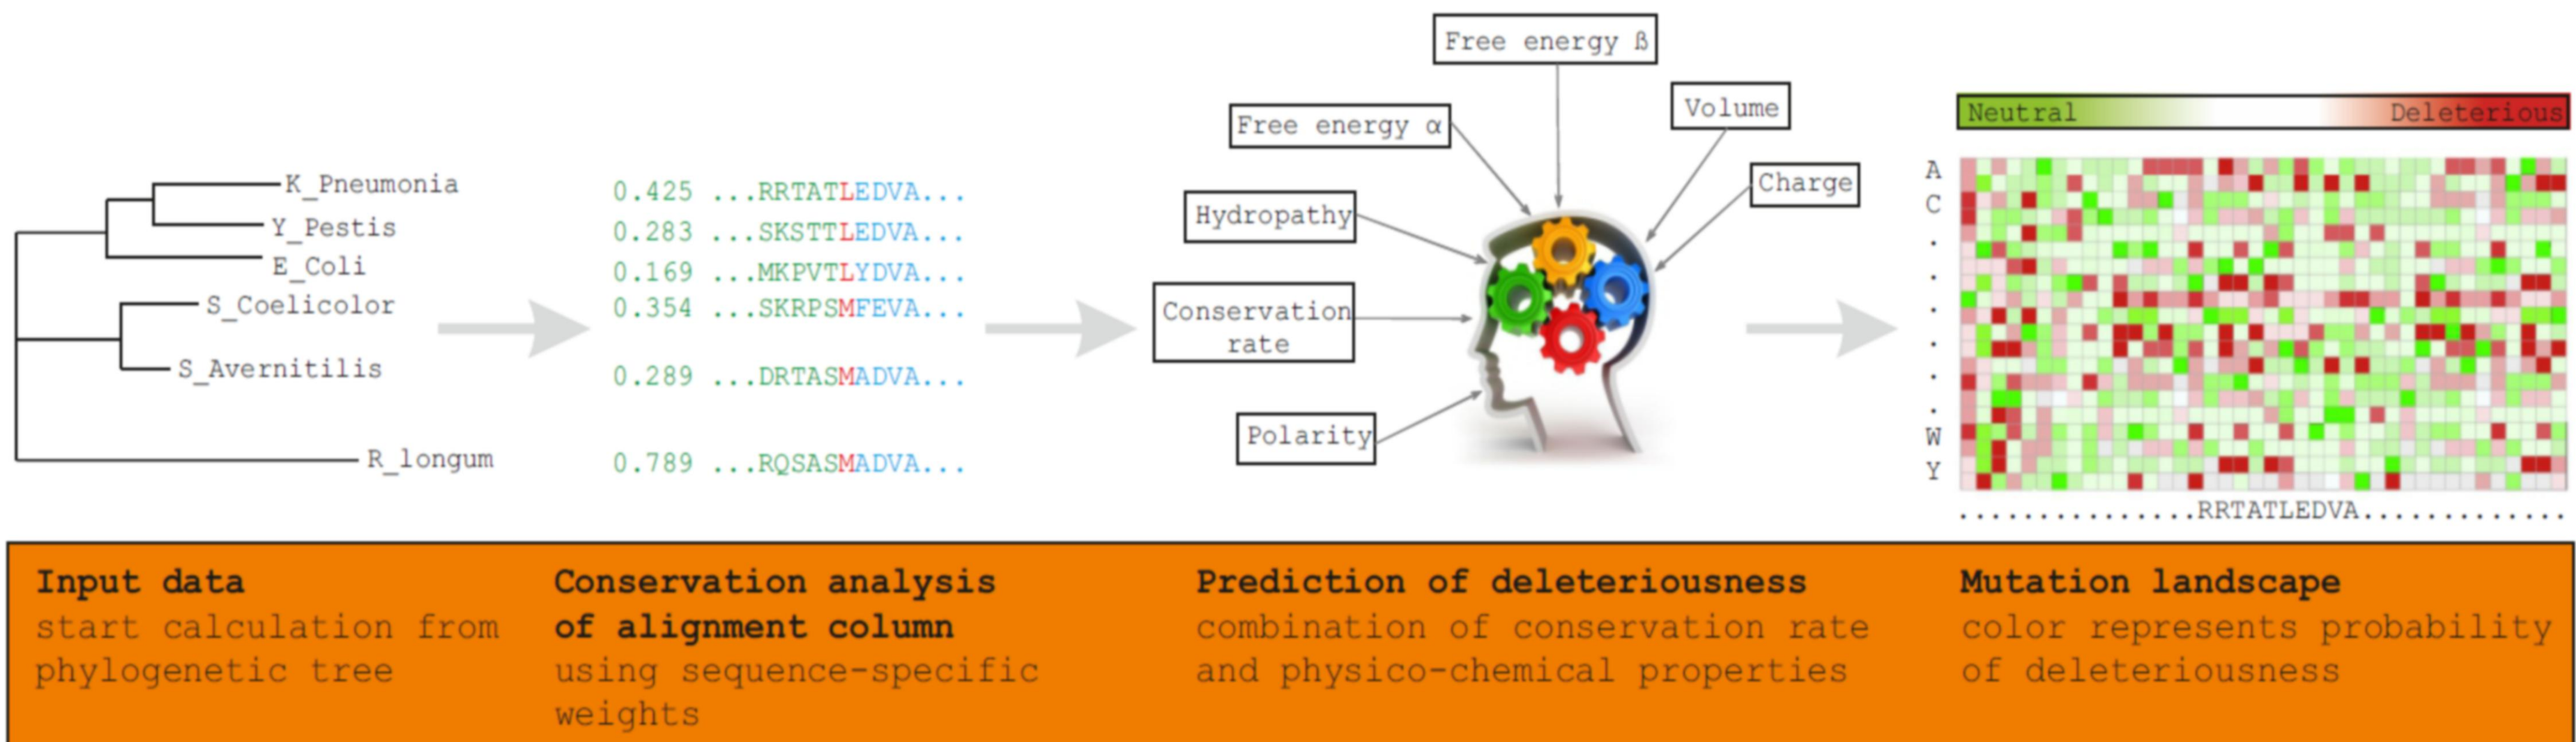 K_Pneumonia
Y_Pestis
E_Coli
S_Coelicolor
S_Avernitilis
R_longum
0.425 ...RRTATLEDVA...
0.283 ...SKSTTLEDVA...
0.169 ...MKPVTLYDVA...
0.354 ...SKRPSMFEVA...
0.289 ...DRTASMADVA...
0.789 ...RQSASMADVA...
Free energy ß
Free energy α
Volume
Charge
Hydropathy
Conservation
rate
Polarity
Neutral Deleterious
A
C
.
.
.
.
.
.
W
Y
...............RRTATLEDVA.............
Input data
start calculation from
phylogenetic tree
Conservation analysis
of alignment column
using sequence-specific
weights
Prediction of deleteriousness
combination of conservation rate
and physico-chemical properties
Mutation landscape
color represents probability
of deleteriousness